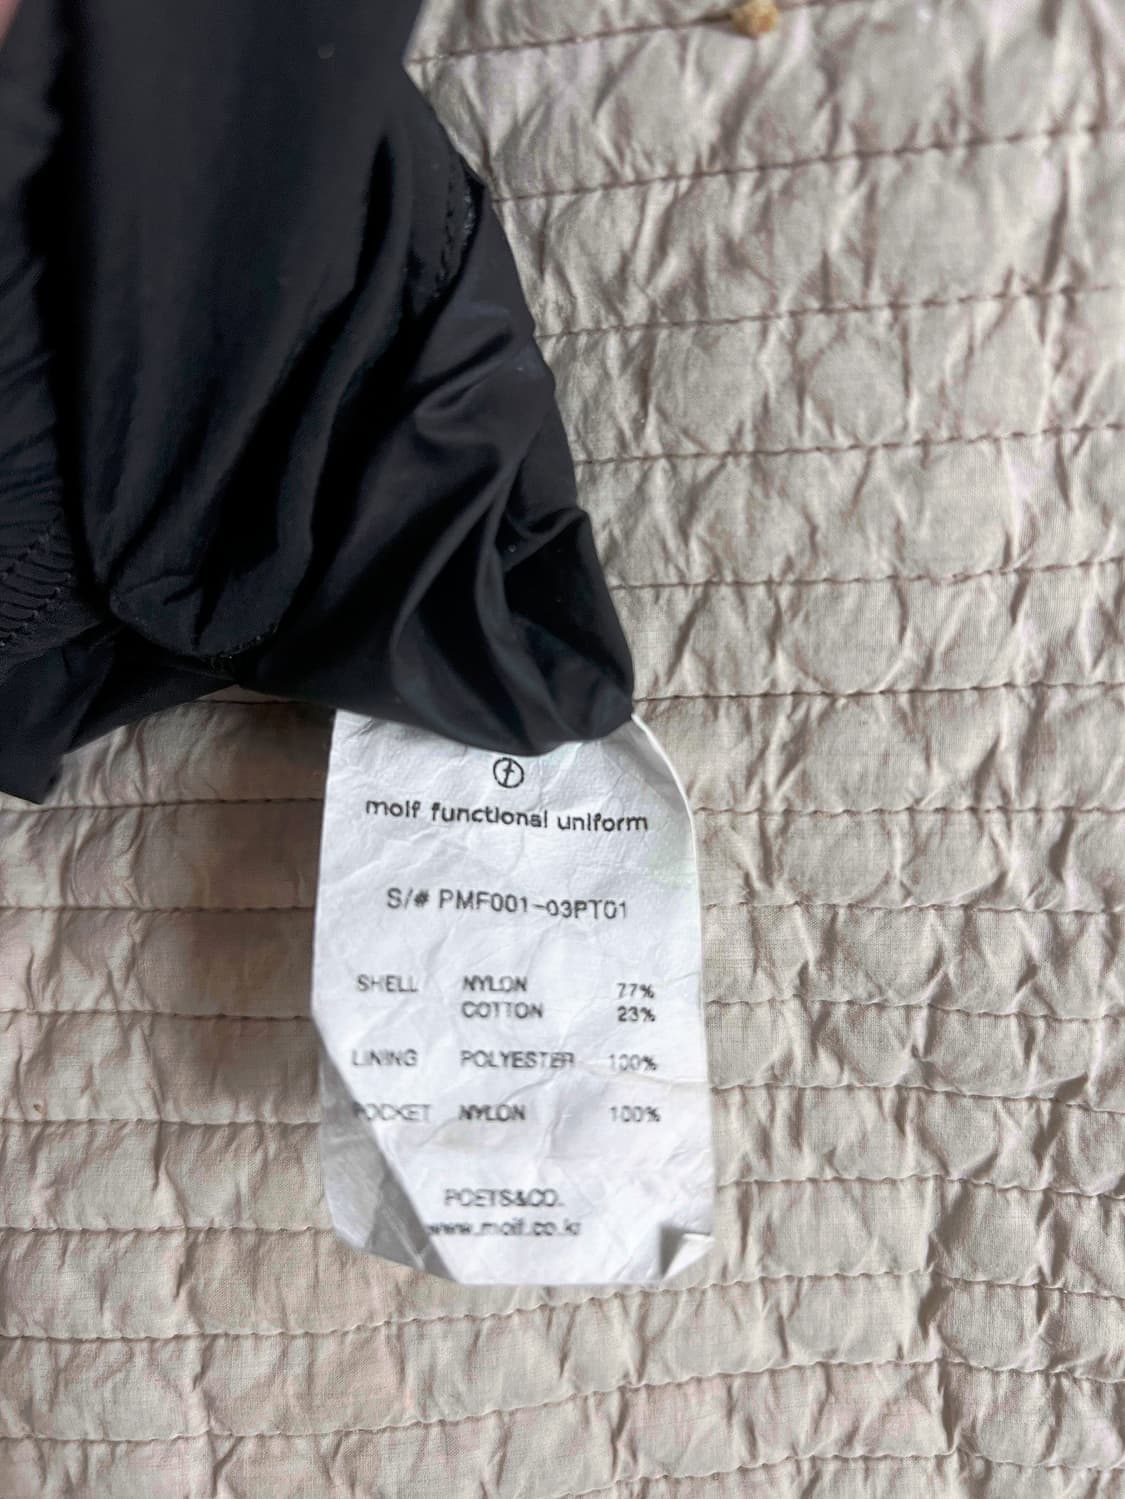 molf functional uniform
S/# PMF001-03PT01
SHELL NYLON 77%
COTTON 23%
LINING POLYESTER 100%
POCKET NYLON 100%
POETS&CO.
www.molf.co.kr